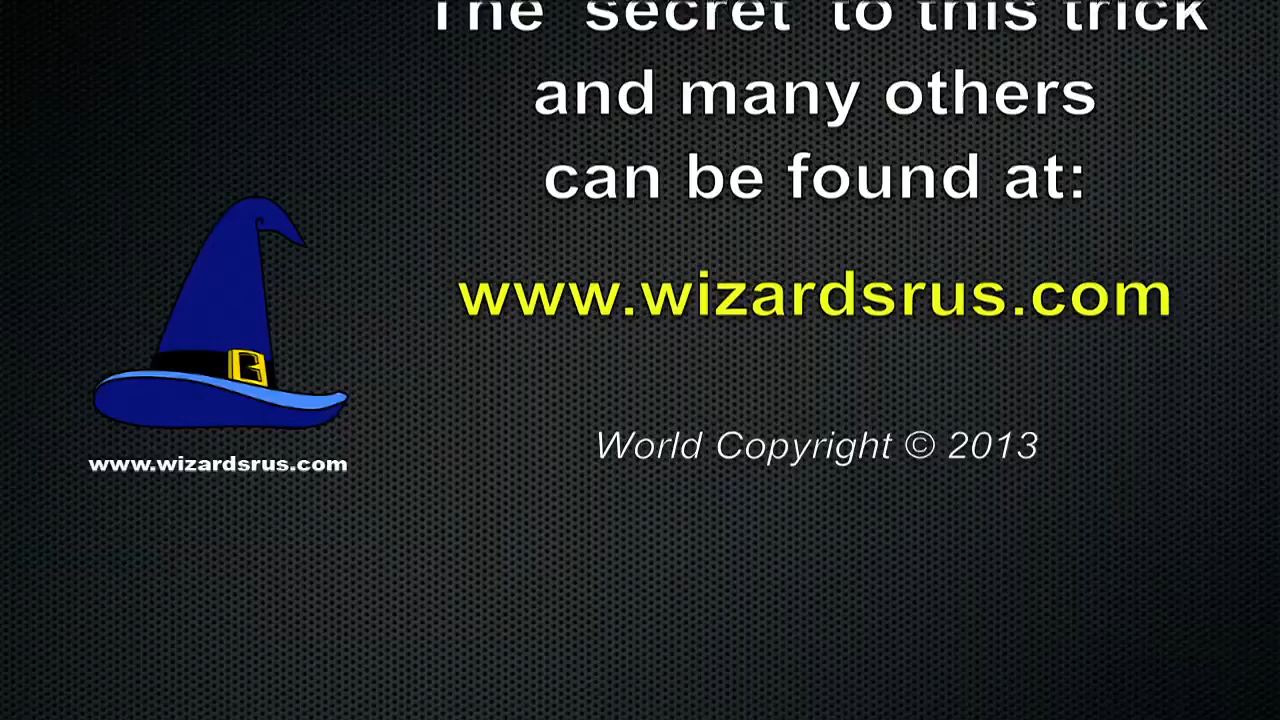 The 'secret' to this trick
and many others
can be found at:
www.wizardsrus.com
World Copyright © 2013
www.wizardsrus.com